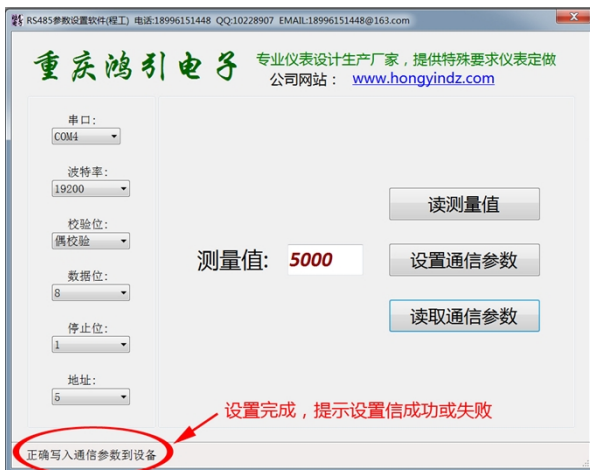 RS485参数设置软件(程工) 电话:18996151448 QQ:10228907 EMAIL:18996151448@163.com
重庆鸿引电子
专业仪表设计生产厂家，提供特殊要求仪表定做
公司网站： www.hongyindz.com
串口:
COM4
波特率:
19200
校验位:
偶校验
数据位:
8
停止位:
1
地址:
5
测量值: 5000
读测量值
设置通信参数
读取通信参数
设置完成，提示设置信成功或失败
正确写入通信参数到设备